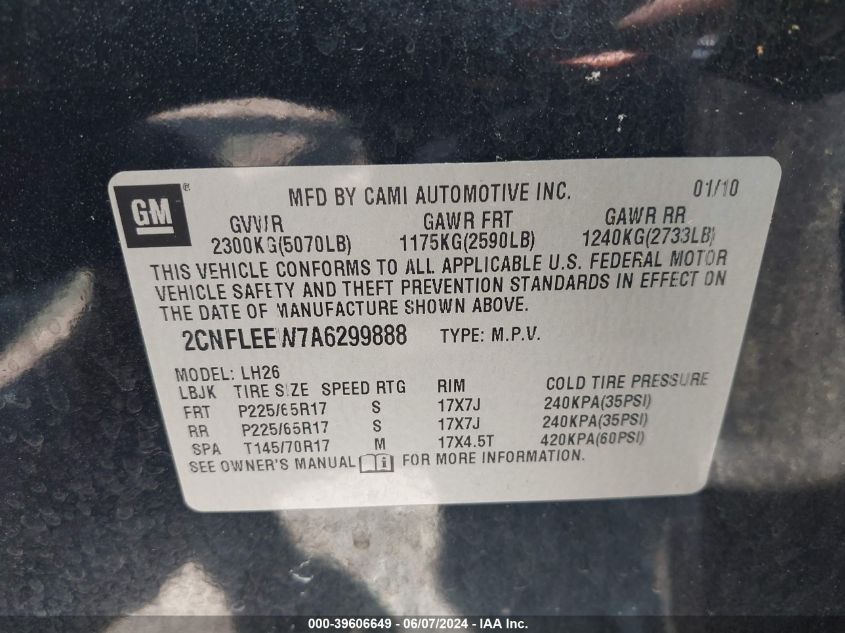 GM ®
MFD BY CAMI AUTOMOTIVE INC. 01/10
GVWR GAWR FRT GAWR RR
2300KG(5070LB) 1175KG(2590LB) 1240KG(2733LB)
THIS VEHICLE CONFORMS TO ALL APPLICABLE U.S. FEDERAL MOTOR
VEHICLE SAFETY AND THEFT PREVENTION STANDARDS IN EFFECT ON
THE DATE OF MANUFACTURE SHOWN ABOVE.
2CNFLEEW7A6299888 TYPE: M.P.V.
MODEL: LH26
LBJK TIRE SIZE SPEED RTG RIM COLD TIRE PRESSURE
FRT P225/65R17 S 17X7J 240KPA(35PSI)
RR P225/65R17 S 17X7J 240KPA(35PSI)
SPA T145/70R17 M 17X4.5T 420KPA(60PSI)
SEE OWNER'S MANUAL i FOR MORE INFORMATION.
000-39606649 - 06/07/2024 - IAA Inc.